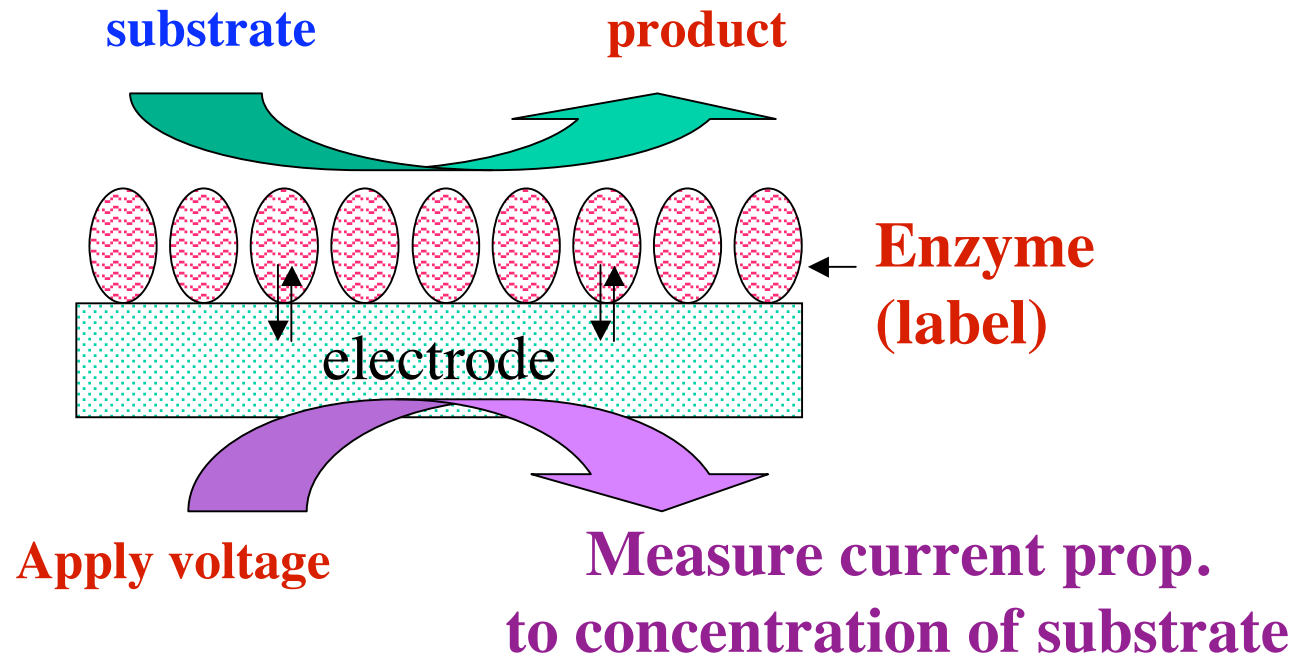 substrate
product
Enzyme
(label)
electrode
Apply voltage
Measure current prop.
to concentration of substrate